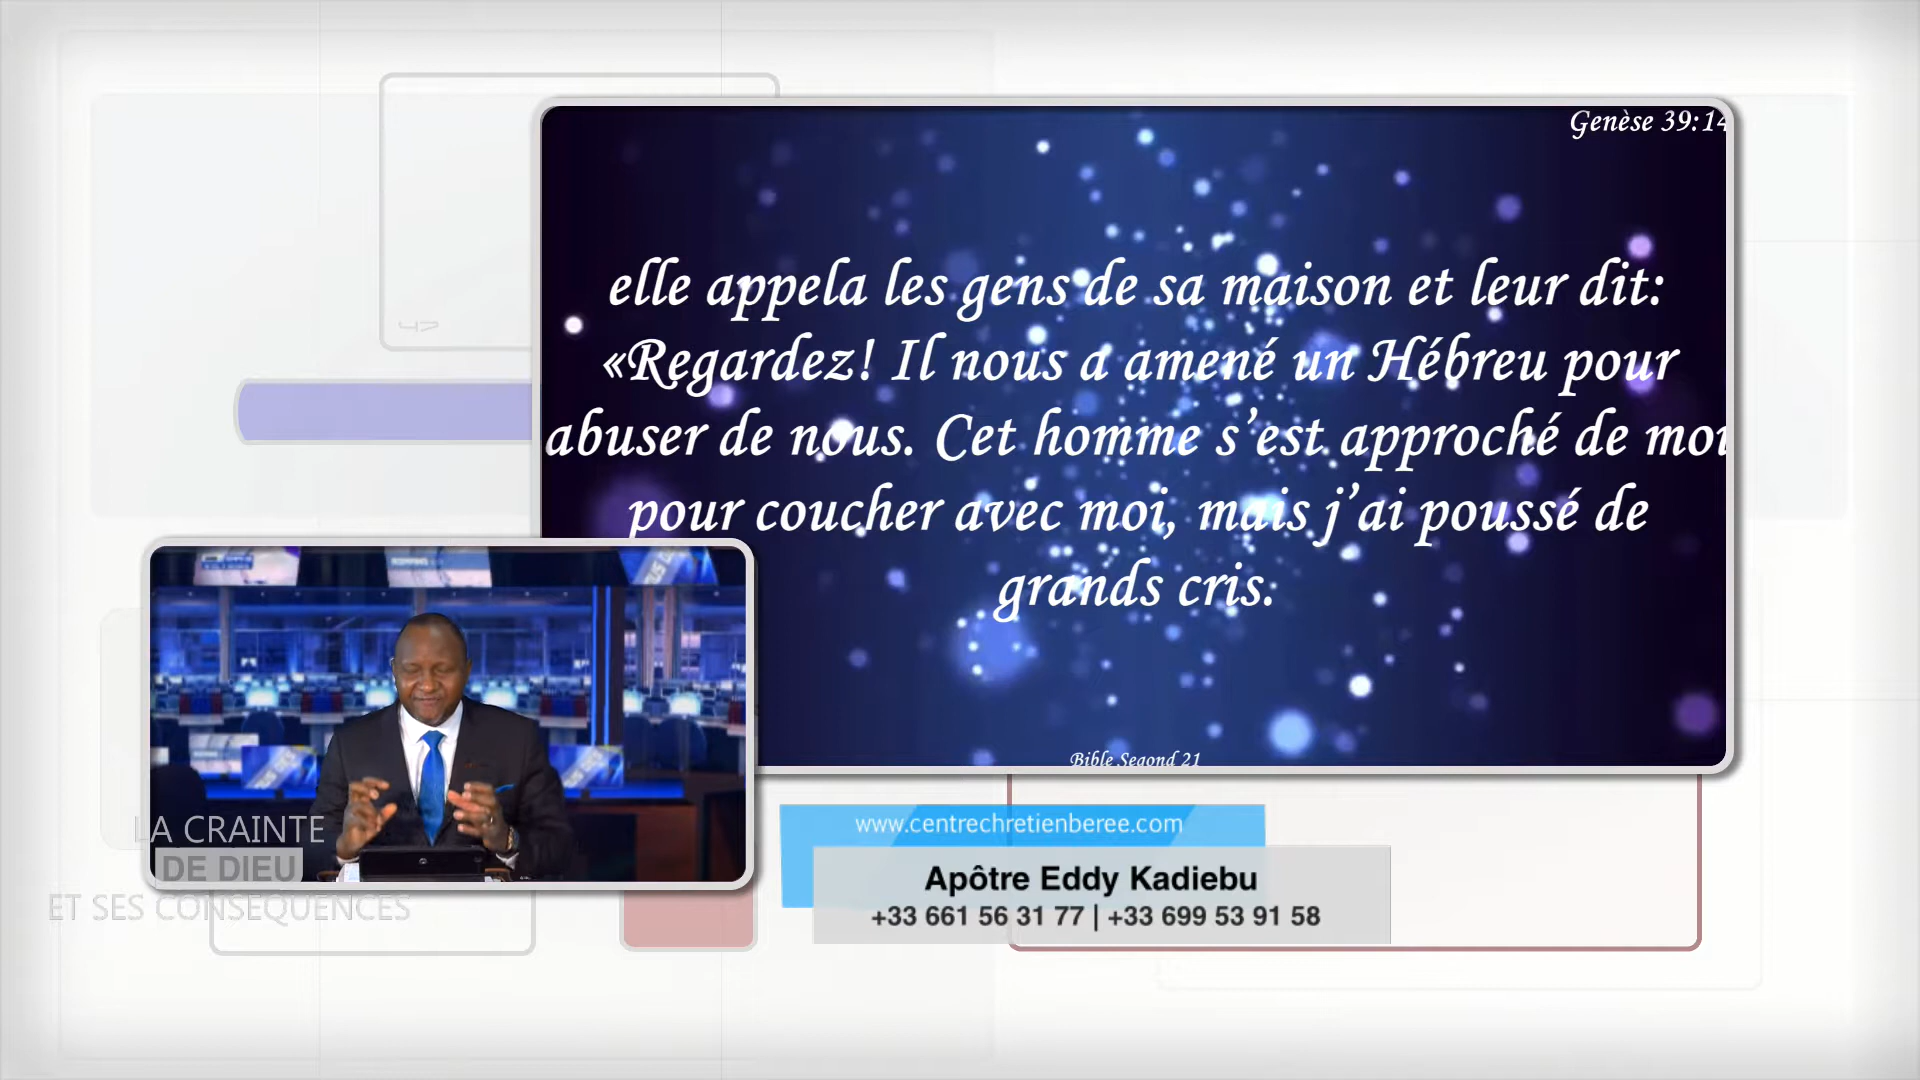 Genèse 39:14
elle appela les gens de sa maison et leur dit:
«Regardez! Il nous a amené un Hébreu pour
abuser de nous. Cet homme s’est approché de moi
pour coucher avec moi, mais j’ai poussé de
grands cris.
Bible Segond 21
LA CRAINTE
DE DIEU
ET SES CONSEQUENCES
www.centrechretienberee.com
Apôtre Eddy Kadiebu
+33 661 56 31 77 | +33 699 53 91 58